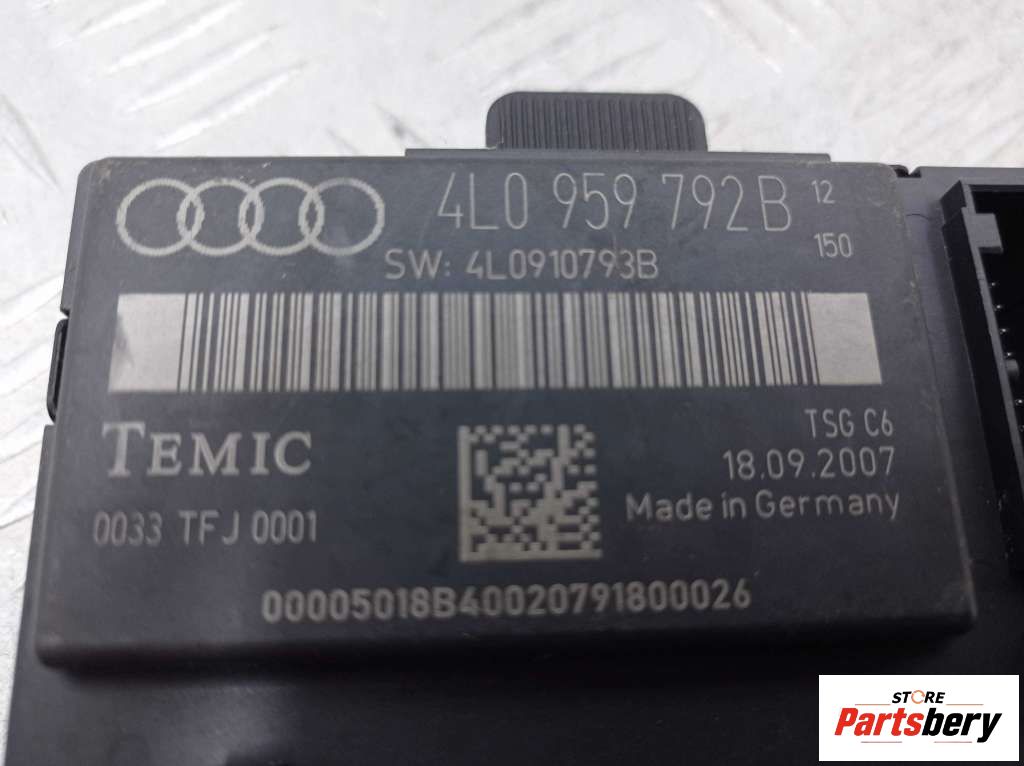 4L0 959 792B 12
150
SW: 4L0910793B
TEMIC
TSG C6
18.09.2007
0033 TFJ 0001
Made in Germany
00005018B40020791800026
STORE
Partsbery